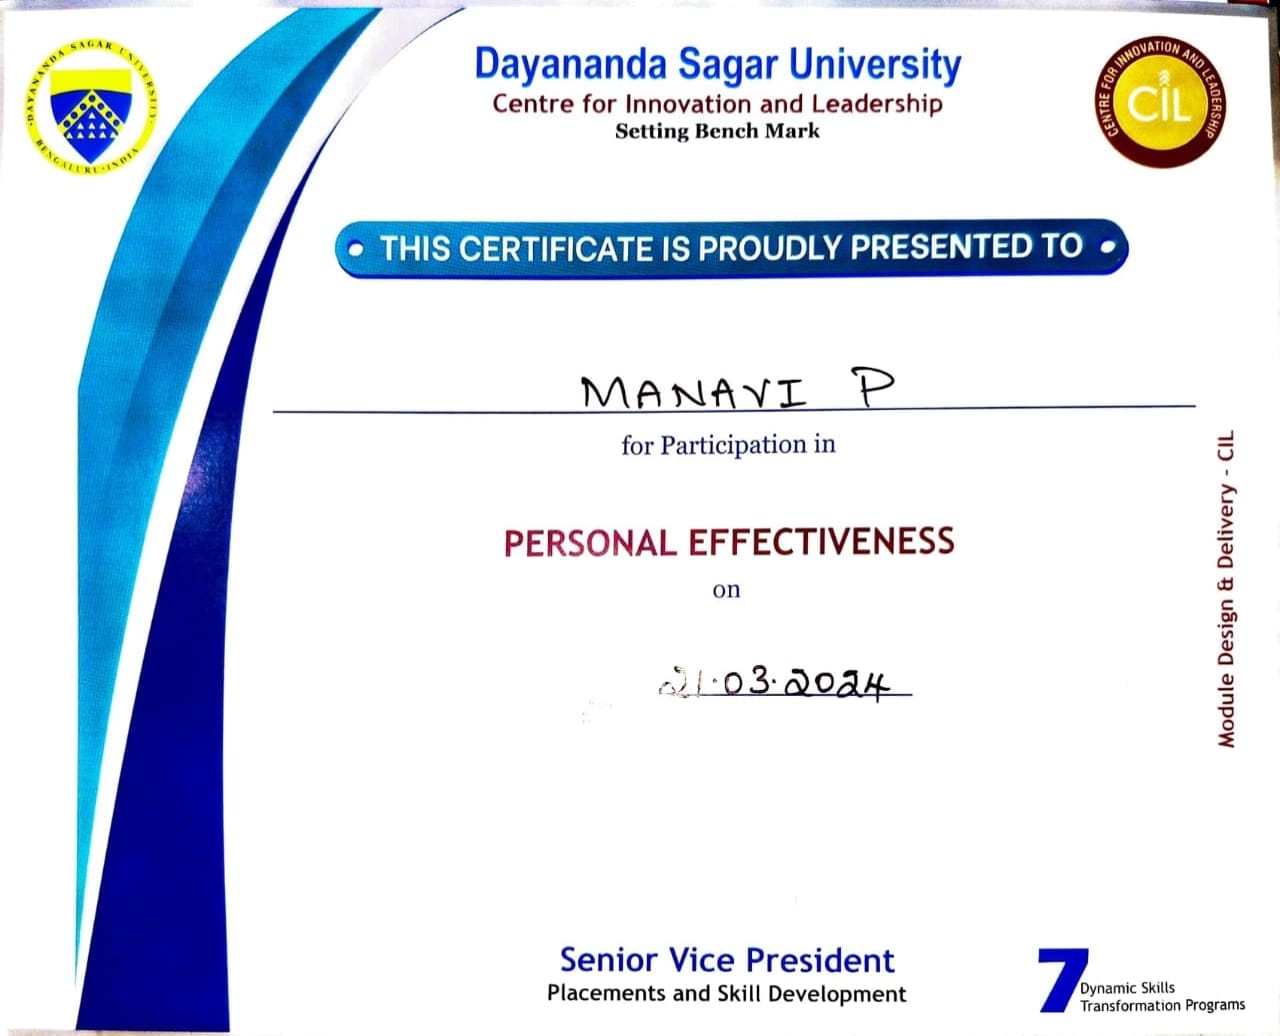 DAYANANDA SAGAR UNIVERSITY
BENGALURU · INDIA
Dayananda Sagar University
Centre for Innovation and Leadership
Setting Bench Mark
CENTRE FOR INNOVATION AND LEADERSHIP
CIL
THIS CERTIFICATE IS PROUDLY PRESENTED TO
MANAVI P
for Participation in
PERSONAL EFFECTIVENESS
on
21.03.2024
Module Design & Delivery - CIL
Senior Vice President
Placements and Skill Development
7 Dynamic Skills
Transformation Programs